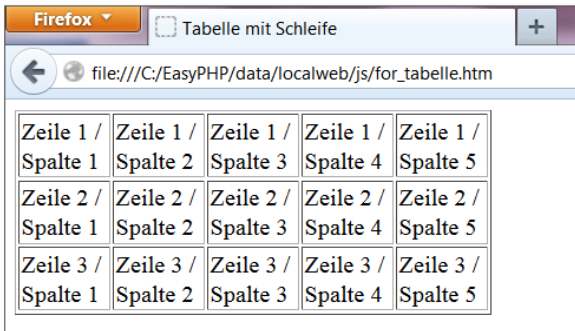 Firefox
Tabelle mit Schleife
+
file:///C:/EasyPHP/data/localweb/js/for_tabelle.htm
Zeile 1 / Zeile 1 / Zeile 1 / Zeile 1 / Zeile 1 /
Spalte 1 Spalte 2 Spalte 3 Spalte 4 Spalte 5
Zeile 2 / Zeile 2 / Zeile 2 / Zeile 2 / Zeile 2 /
Spalte 1 Spalte 2 Spalte 3 Spalte 4 Spalte 5
Zeile 3 / Zeile 3 / Zeile 3 / Zeile 3 / Zeile 3 /
Spalte 1 Spalte 2 Spalte 3 Spalte 4 Spalte 5